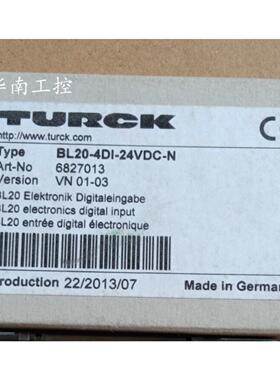 华南工控
TURCK
http://www.turck.com
Type BL20-4DI-24VDC-N
Art-No 6827013
Version VN 01-03
BL20 Elektronik Digitaleingabe
BL20 electronics digital input
BL20 entrée digital électronique
Production 22/2013/07 Made in German